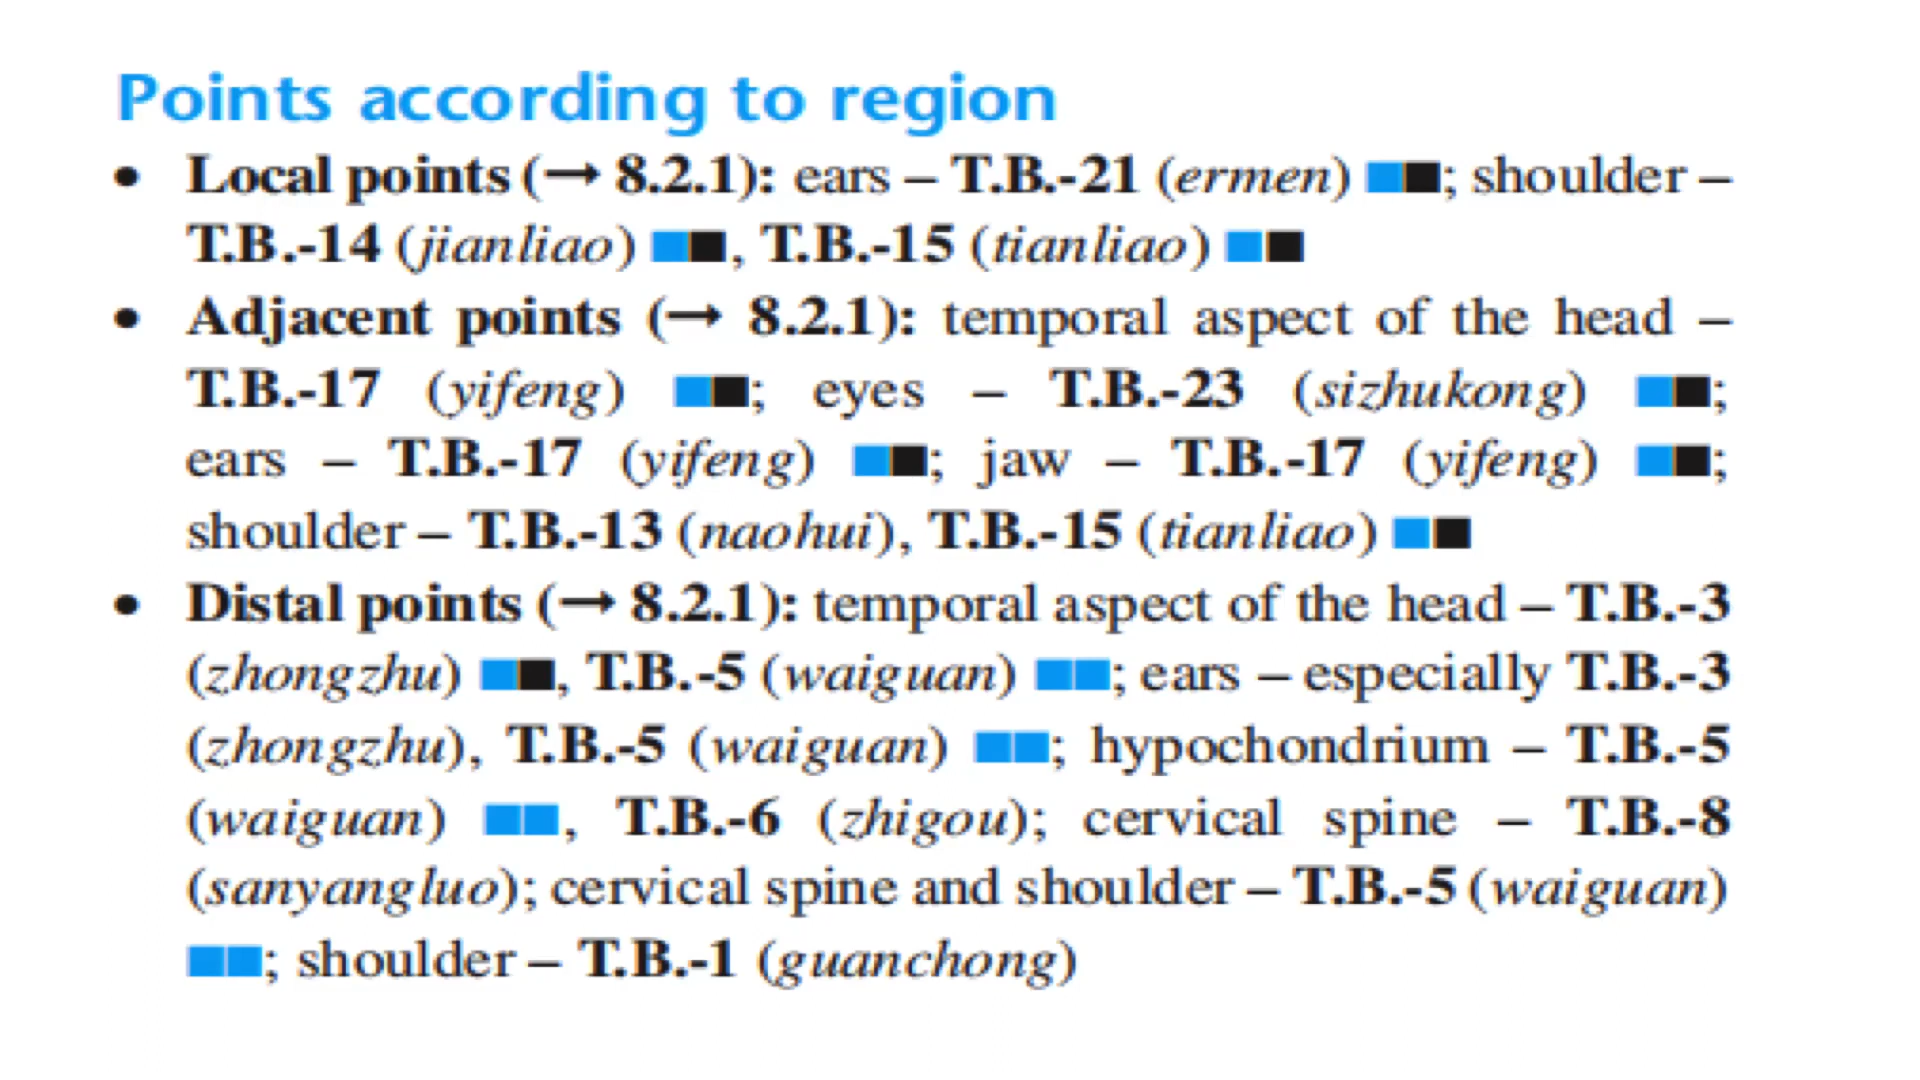 Points according to region
• Local points (→ 8.2.1): ears – T.B.-21 (ermen) ■■; shoulder –
T.B.-14 (jianliao) ■■, T.B.-15 (tianliao) ■■
• Adjacent points (→ 8.2.1): temporal aspect of the head –
T.B.-17 (yifeng) ■■; eyes – T.B.-23 (sizhukong) ■■;
ears – T.B.-17 (yifeng) ■■; jaw – T.B.-17 (yifeng) ■■;
shoulder – T.B.-13 (naohui), T.B.-15 (tianliao) ■■
• Distal points (→ 8.2.1): temporal aspect of the head – T.B.-3
(zhongzhu) ■■, T.B.-5 (waiguan) ■■; ears – especially T.B.-3
(zhongzhu), T.B.-5 (waiguan) ■■; hypochondrium – T.B.-5
(waiguan) ■■, T.B.-6 (zhigou); cervical spine – T.B.-8
(sanyangluo); cervical spine and shoulder – T.B.-5 (waiguan)
■■; shoulder – T.B.-1 (guanchong)